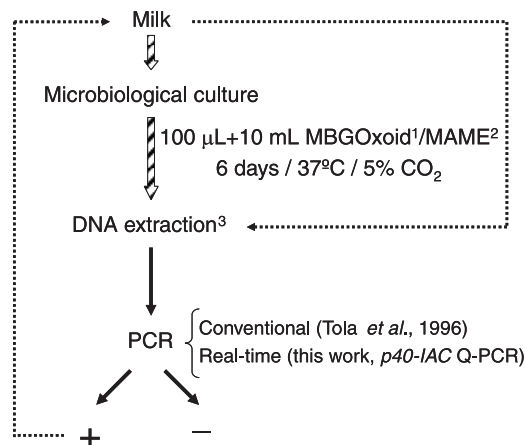 Milk
Microbiological culture
100 μL+10 mL MBGOxoid¹/MAME²
6 days / 37ºC / 5% CO₂
DNA extraction³
PCR
Conventional (Tola et al., 1996)
Real-time (this work, p40-IAC Q-PCR)
+ −